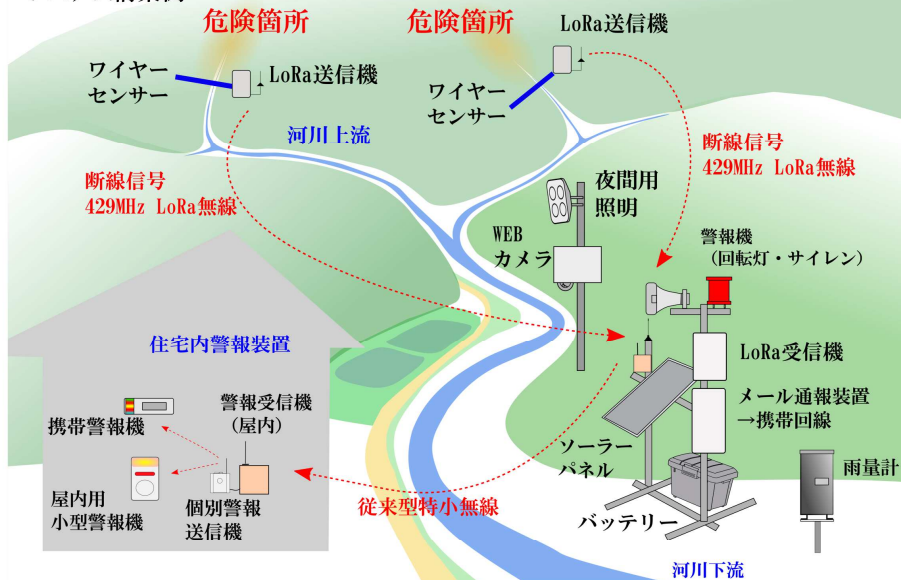 危険箇所
危険箇所
LoRa送信機
ワイヤー
センサー
LoRa送信機
ワイヤー
センサー
河川上流
断線信号
429MHz LoRa無線
断線信号
429MHz LoRa無線
夜間用
照明
WEB
カメラ
警報機
（回転灯・サイレン）
住宅内警報装置
LoRa受信機
携帯警報機
警報受信機
（屋内）
メール通報装置
→携帯回線
ソーラー
パネル
雨量計
屋内用
小型警報機
個別警報
送信機
従来型特小無線
バッテリー
河川下流